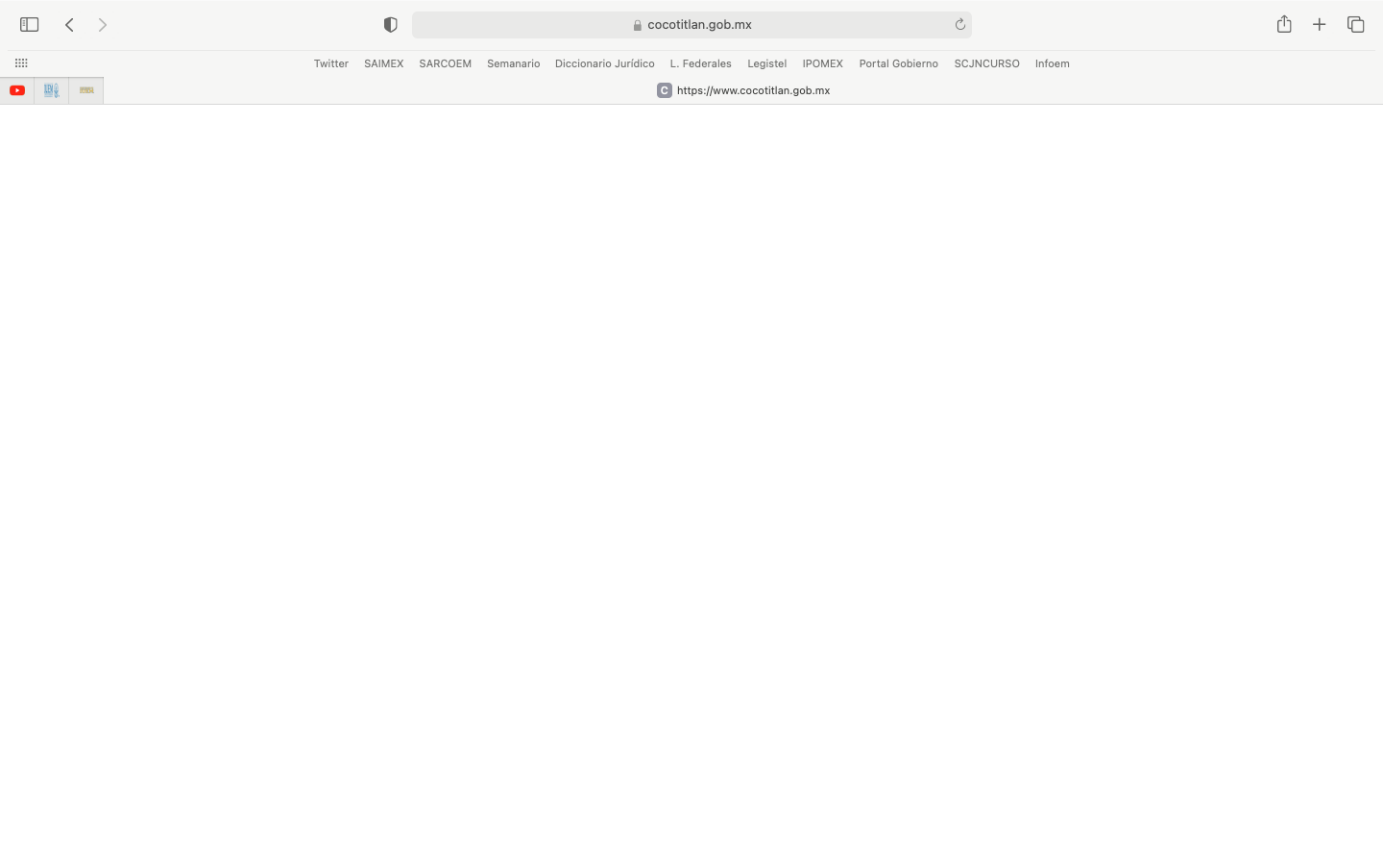 cocotitlan.gob.mx
Twitter SAIMEX SARCOEM Semanario Diccionario Jurídico L. Federales Legistel IPOMEX Portal Gobierno SCJNCURSO Infoem
C https://www.cocotitlan.gob.mx